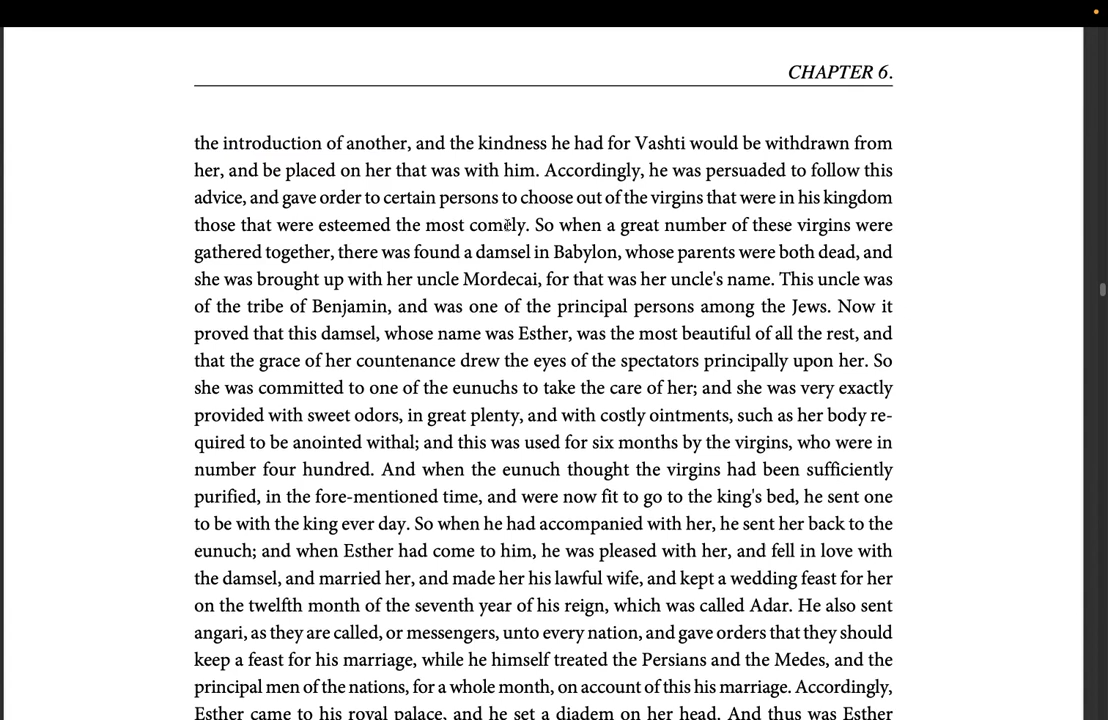 CHAPTER 6.
the introduction of another, and the kindness he had for Vashti would be withdrawn from
her, and be placed on her that was with him. Accordingly, he was persuaded to follow this
advice, and gave order to certain persons to choose out of the virgins that were in his kingdom
those that were esteemed the most comely. So when a great number of these virgins were
gathered together, there was found a damsel in Babylon, whose parents were both dead, and
she was brought up with her uncle Mordecai, for that was her uncle's name. This uncle was
of the tribe of Benjamin, and was one of the principal persons among the Jews. Now it
proved that this damsel, whose name was Esther, was the most beautiful of all the rest, and
that the grace of her countenance drew the eyes of the spectators principally upon her. So
she was committed to one of the eunuchs to take the care of her; and she was very exactly
provided with sweet odors, in great plenty, and with costly ointments, such as her body re-
quired to be anointed withal; and this was used for six months by the virgins, who were in
number four hundred. And when the eunuch thought the virgins had been sufficiently
purified, in the fore-mentioned time, and were now fit to go to the king's bed, he sent one
to be with the king ever day. So when he had accompanied with her, he sent her back to the
eunuch; and when Esther had come to him, he was pleased with her, and fell in love with
the damsel, and married her, and made her his lawful wife, and kept a wedding feast for her
on the twelfth month of the seventh year of his reign, which was called Adar. He also sent
angari, as they are called, or messengers, unto every nation, and gave orders that they should
keep a feast for his marriage, while he himself treated the Persians and the Medes, and the
principal men of the nations, for a whole month, on account of this his marriage. Accordingly,
Esther came to his royal palace, and he set a diadem on her head. And thus was Esther